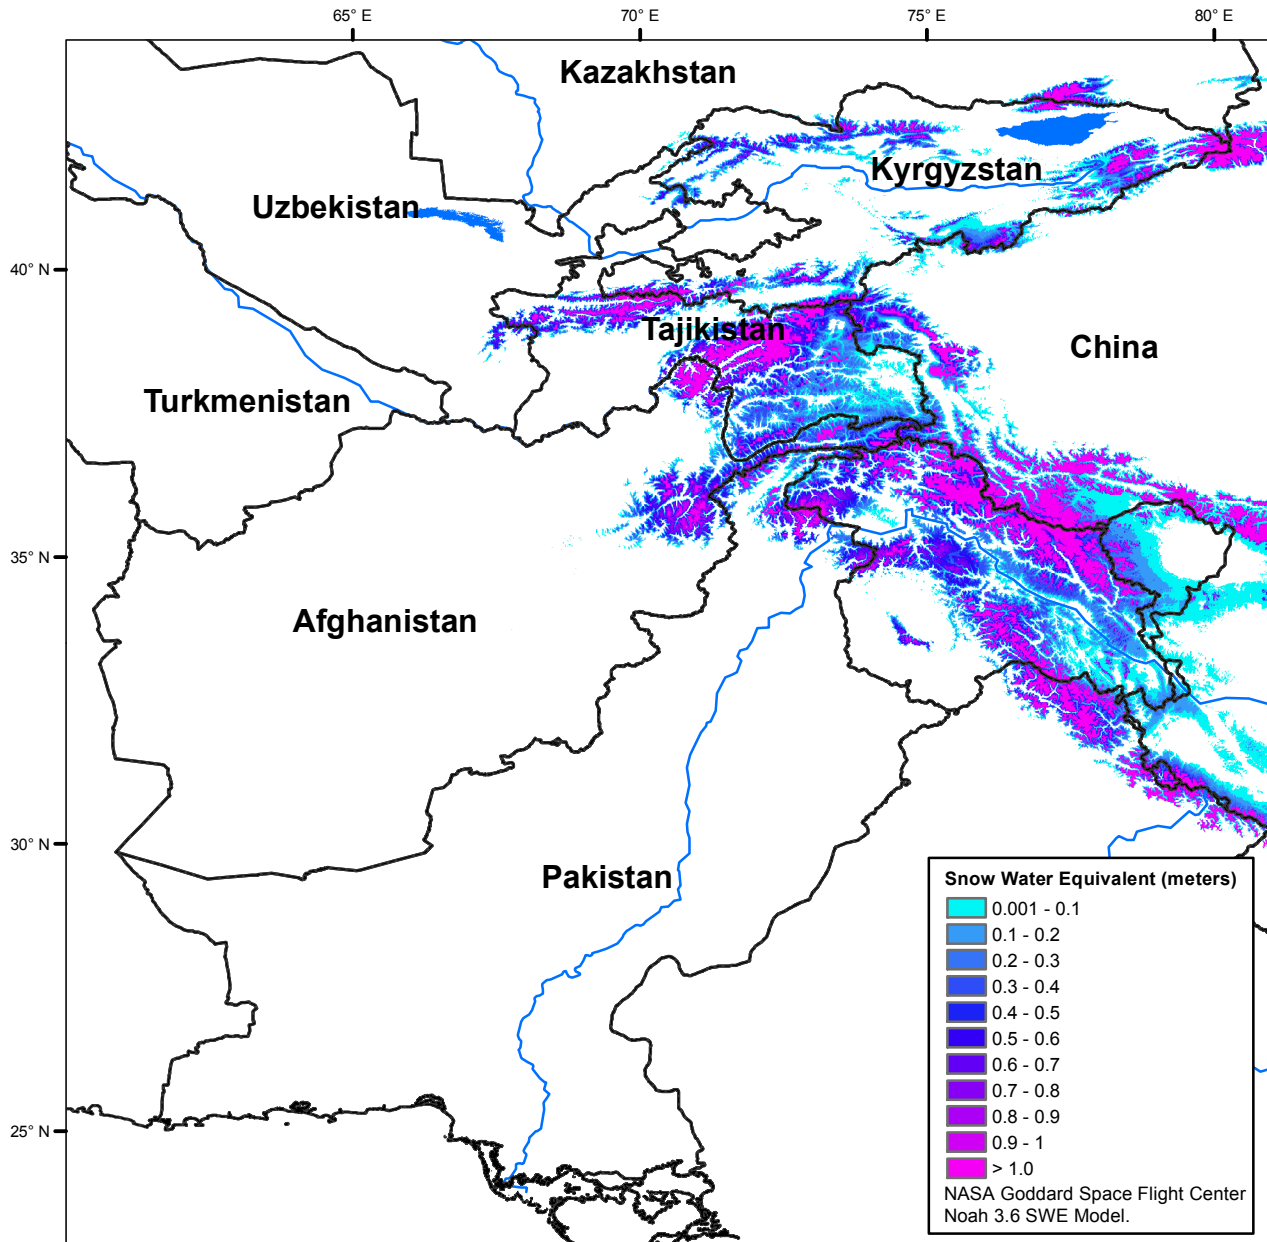 65° E
70° E
75° E
80° E
Kazakhstan
Kyrgyzstan
Uzbekistan
40° N
Tajikistan
China
Turkmenistan
35° N
Afghanistan
30° N
Pakistan
25° N
Snow Water Equivalent (meters)
0.001 - 0.1
0.1 - 0.2
0.2 - 0.3
0.3 - 0.4
0.4 - 0.5
0.5 - 0.6
0.6 - 0.7
0.7 - 0.8
0.8 - 0.9
0.9 - 1
> 1.0
NASA Goddard Space Flight Center
Noah 3.6 SWE Model.